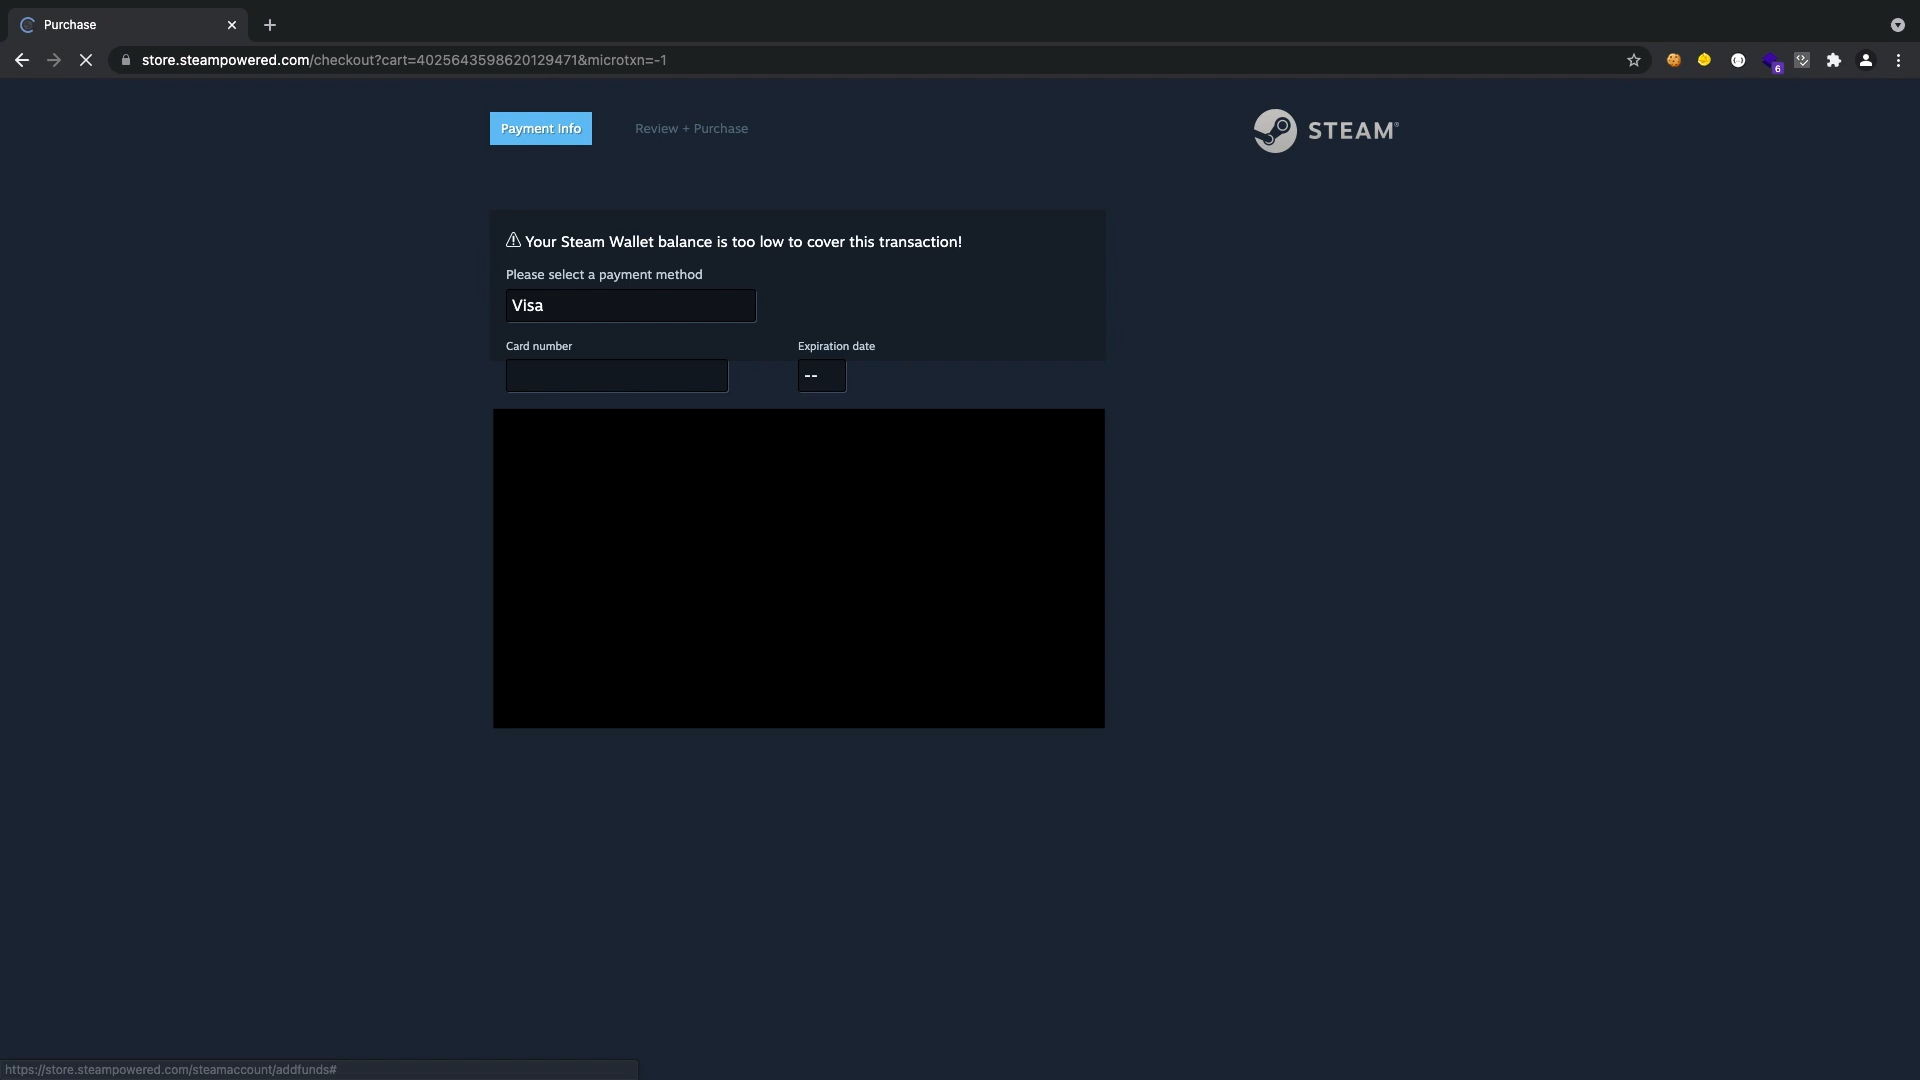 Purchase
store.steampowered.com/checkout?cart=4025643598620129471&microtxn=-1
6
Payment Info
Review + Purchase
STEAM®
Your Steam Wallet balance is too low to cover this transaction!
Please select a payment method
Visa
Card number
Expiration date
--
https://store.steampowered.com/steamaccount/addfunds#